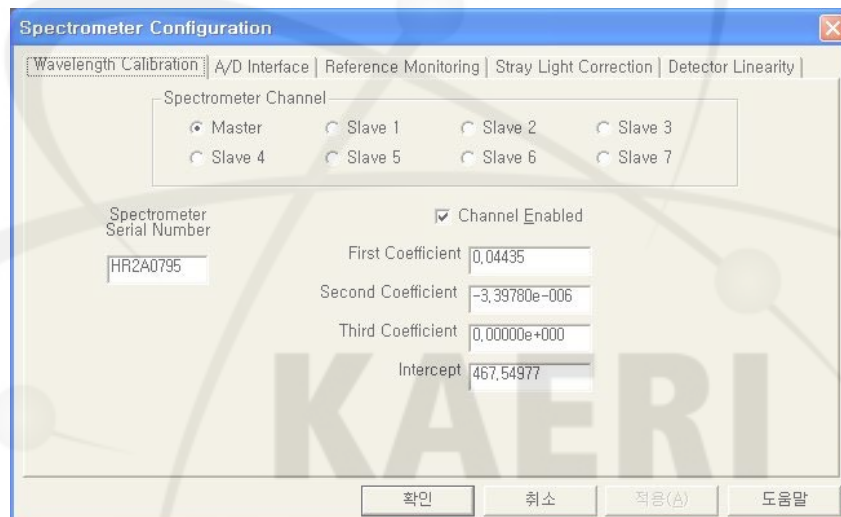 Spectrometer Configuration
Wavelength Calibration | A/D Interface | Reference Monitoring | Stray Light Correction | Detector Linearity |
Spectrometer Channel
Master Slave 1 Slave 2 Slave 3
Slave 4 Slave 5 Slave 6 Slave 7
Spectrometer
Serial Number
HR2A0795
Channel Enabled
First Coefficient 0,04435
Second Coefficient -3,39780e-006
Third Coefficient 0,00000e+000
Intercept 467,54977
KAERI
확인 취소 적용(A) 도움말